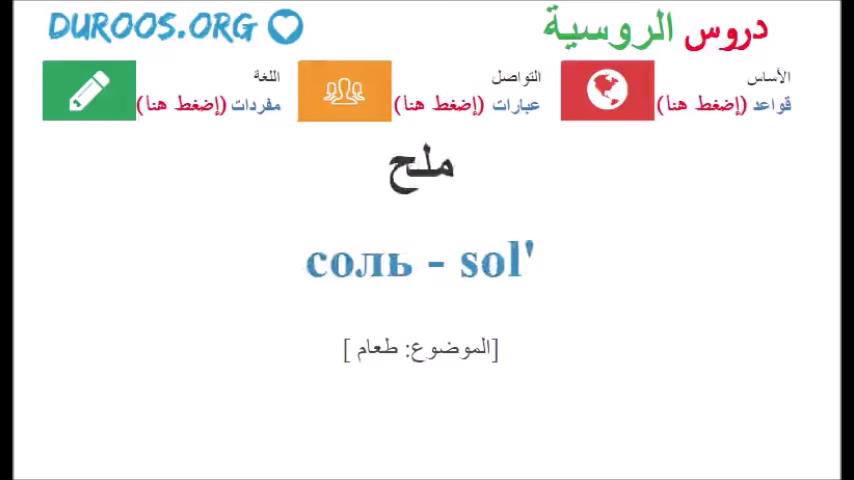 DUROOS.ORG
دروس الروسية
الأساس
قواعد (إضغط هنا)
التواصل
عبارات (إضغط هنا)
اللغة
مفردات (إضغط هنا)
ملح
соль - sol'
[الموضوع: طعام ]